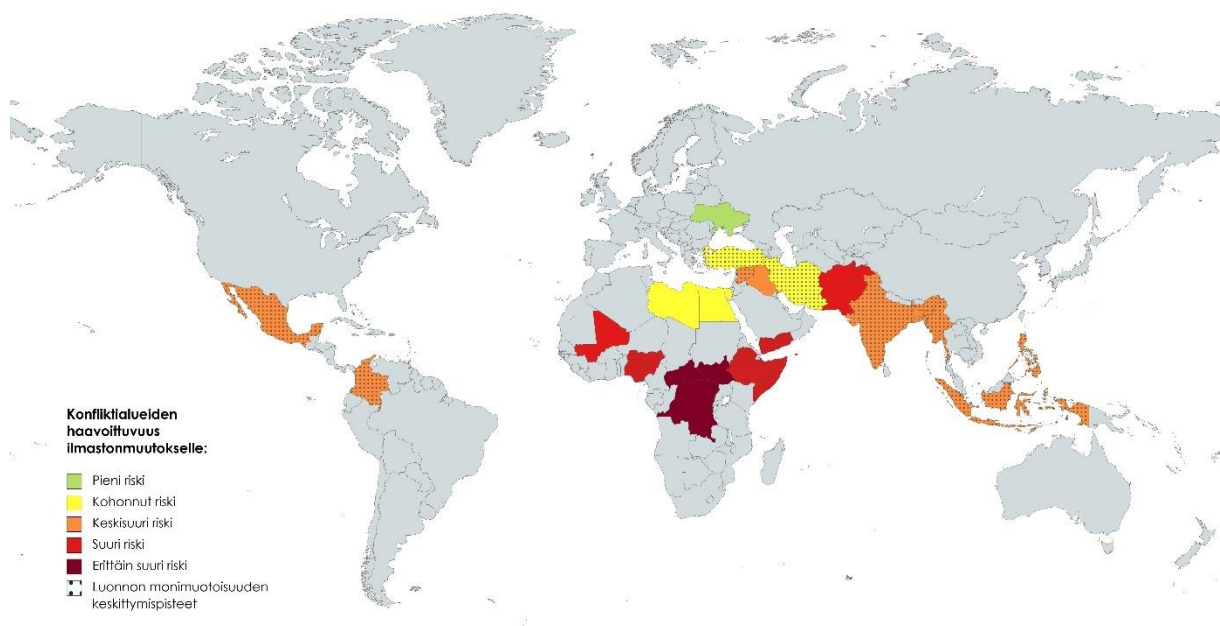 Konfliktialueiden
haavoittuvuus
ilmastonmuutokselle:
Pieni riski
Kohonnut riski
Keskisuuri riski
Suuri riski
Erittäin suuri riski
Luonnon monimuotoisuuden
keskittymispisteet